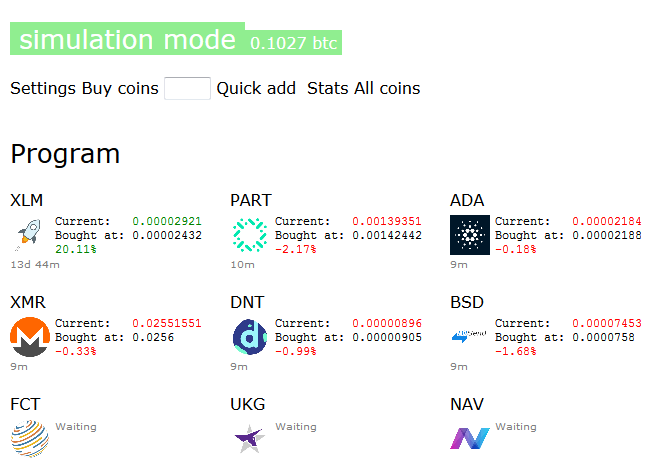 simulation mode 0.1027 btc
Settings Buy coins Quick add Stats All coins
Program
XLM
Current: 0.00002921
Bought at: 0.00002432
20.11%
13d 44m
PART
Current: 0.00139351
Bought at: 0.00142442
-2.17%
10m
ADA
Current: 0.00002184
Bought at: 0.00002188
-0.18%
9m
XMR
Current: 0.02551551
Bought at: 0.0256
-0.33%
9m
DNT
Current: 0.00000896
Bought at: 0.00000905
-0.99%
9m
BSD
Current: 0.00007453
Bought at: 0.0000758
-1.68%
9m
FCT
Waiting
UKG
Waiting
NAV
Waiting